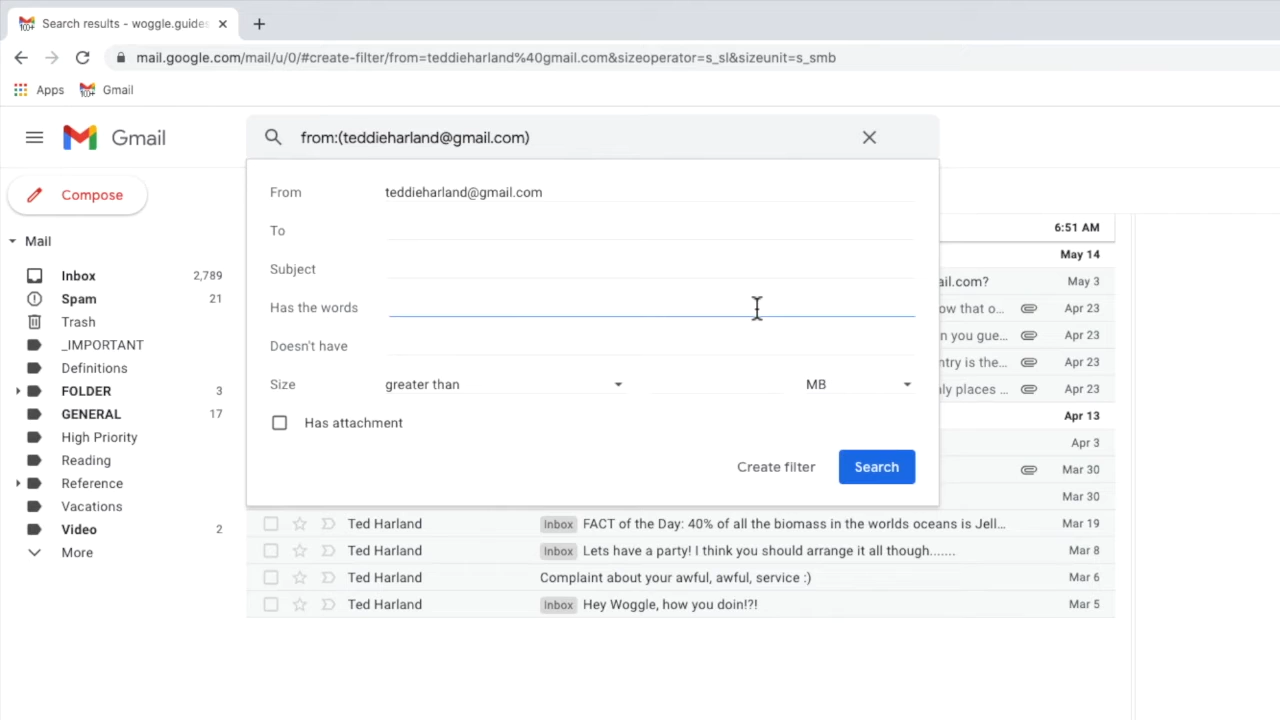 Search results - woggle.guides
mail.google.com/mail/u/0/#create-filter/from=teddieharland%40gmail.com&sizeoperator=s_sl&sizeunit=s_smb
Apps Gmail
Gmail
from:(teddieharland@gmail.com)
Compose
Mail
Inbox 2,789
Spam 21
Trash
_IMPORTANT
Definitions
FOLDER 3
GENERAL 17
High Priority
Reading
Reference
Vacations
Video 2
More
From teddieharland@gmail.com
To
Subject
Has the words
Doesn't have
Size greater than MB
Has attachment
Create filter Search
6:51 AM
May 14
ail.com? May 3
ow that o... Apr 23
n you gue... Apr 23
ntry is the... Apr 23
ly places ... Apr 23
Apr 13
Apr 3
Mar 30
Mar 30
Ted Harland Inbox FACT of the Day: 40% of all the biomass in the worlds oceans is Jell... Mar 19
Ted Harland Inbox Lets have a party! I think you should arrange it all though....... Mar 8
Ted Harland Complaint about your awful, awful, service :) Mar 6
Ted Harland Inbox Hey Woggle, how you doin!?! Mar 5